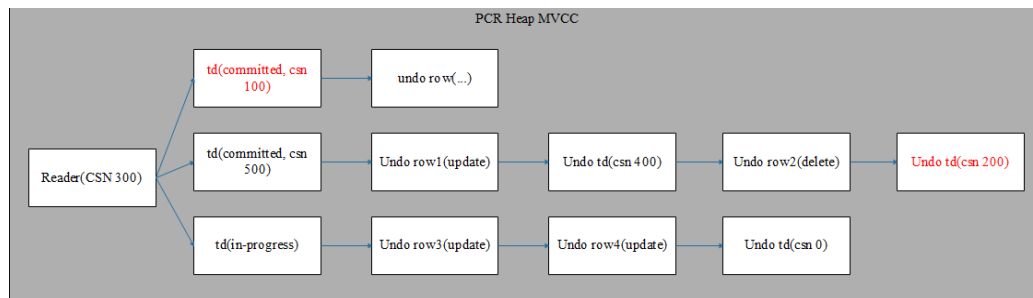 PCR Heap MVCC
td(committed, csn
100)
undo row(...)
Reader(CSN 300)
td(committed, csn
500)
Undo row1(update)
Undo td(csn 400)
Undo row2(delete)
Undo td(csn 200)
td(in-progress)
Undo row3(update)
Undo row4(update)
Undo td(csn 0)